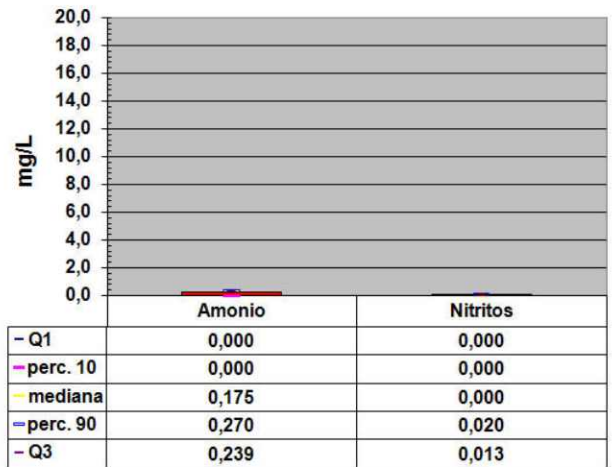 mg/L
20,0
18,0
16,0
14,0
12,0
10,0
8,0
6,0
4,0
2,0
0,0
Amonio Nitritos
Q1 0,000 0,000
perc. 10 0,000 0,000
mediana 0,175 0,000
perc. 90 0,270 0,020
Q3 0,239 0,013